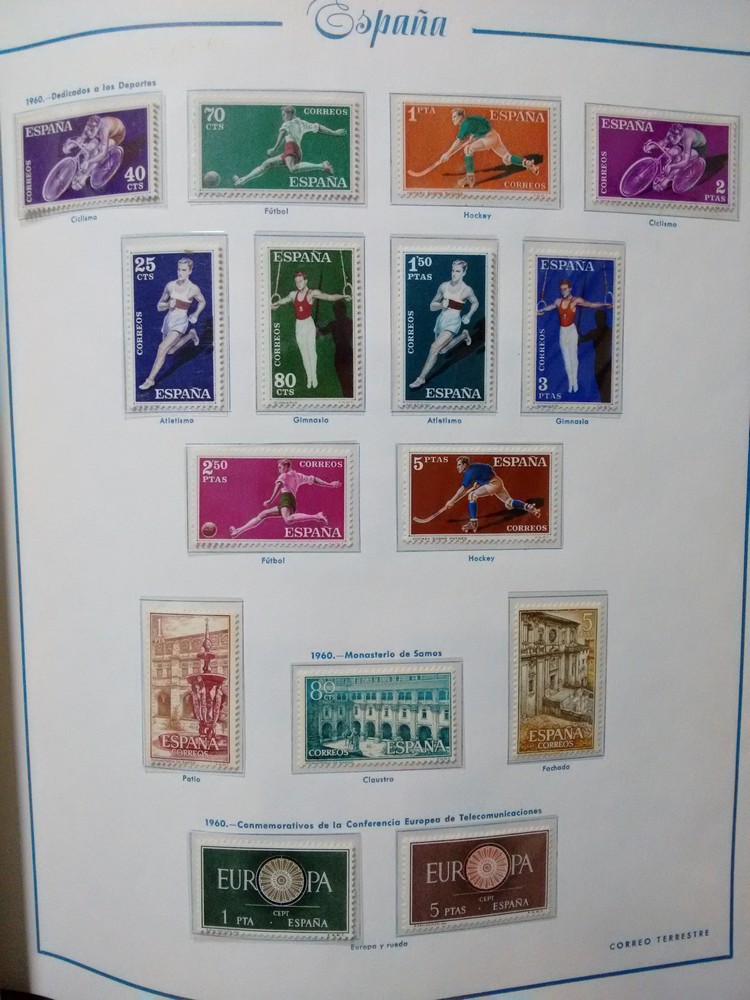 España
1960.—Dedicados a los Deportes
ESPAÑA
CORREOS
40
CTS
Ciclismo
70
CTS
CORREOS
ESPAÑA
Fútbol
1 PTA
ESPAÑA
CORREOS
Hockey
ESPAÑA
CORREOS
2
PTAS
Ciclismo
25
CTS
CORREOS
ESPAÑA
Atletismo
ESPAÑA
CORREOS
80
CTS
Gimnasia
1'50
PTAS
CORREOS
ESPAÑA
Atletismo
ESPAÑA
CORREOS
3
PTAS
Gimnasia
2'50
PTAS
CORREOS
ESPAÑA
Fútbol
5 PTAS
ESPAÑA
CORREOS
Hockey
1960.—Monasterio de Samos
1
ESPAÑA
CORREOS
Patio
80 CTS
CORREOS ESPAÑA
Claustro
5
ESPAÑA
CORREOS
Fachada
1960.—Conmemorativos de la Conferencia Europea de Telecomunicaciones
EUROPA
CEPT
1 PTA · ESPAÑA
EUROPA
CEPT
5 PTAS · ESPAÑA
Europa y rueda
CORREO TERRESTRE